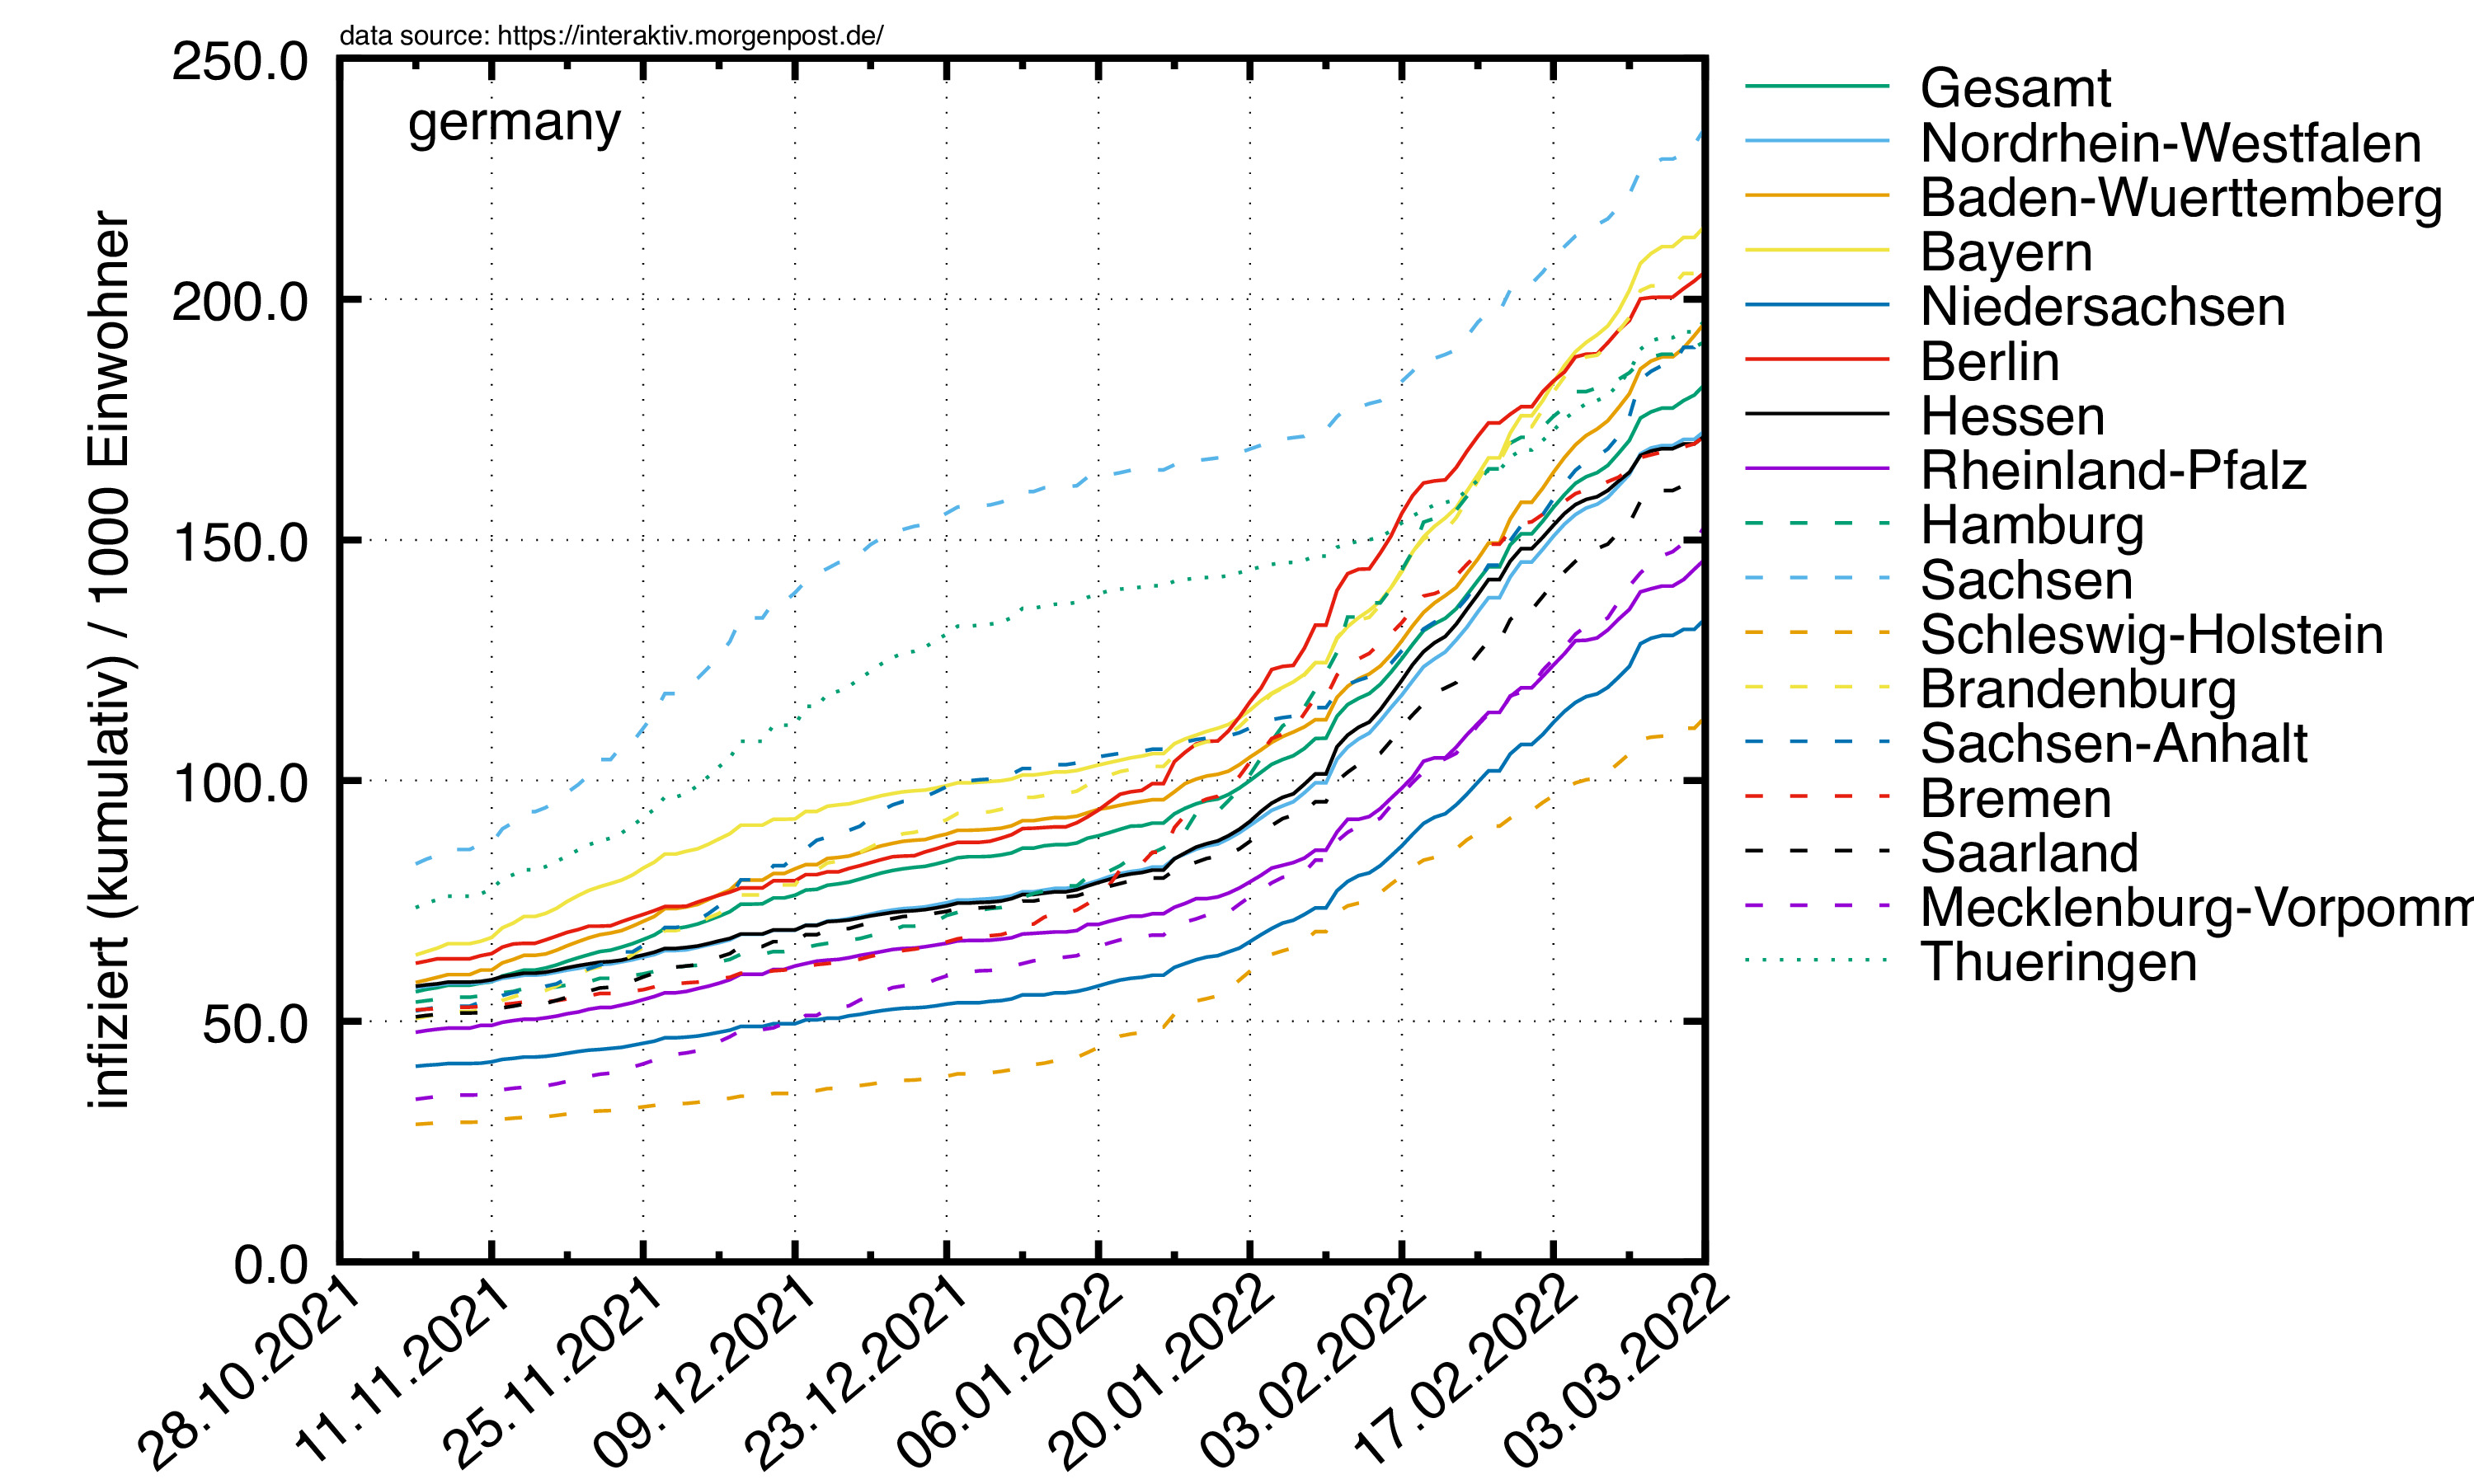 data source: https://interaktiv.morgenpost.de/
250.0
200.0
150.0
100.0
50.0
0.0
infiziert (kumulativ) / 1000 Einwohner
germany
28.10.2021
11.11.2021
25.11.2021
09.12.2021
23.12.2021
06.01.2022
20.01.2022
03.02.2022
17.02.2022
03.03.2022
Gesamt
Nordrhein-Westfalen
Baden-Wuerttemberg
Bayern
Niedersachsen
Berlin
Hessen
Rheinland-Pfalz
Hamburg
Sachsen
Schleswig-Holstein
Brandenburg
Sachsen-Anhalt
Bremen
Saarland
Mecklenburg-Vorpomm
Thueringen